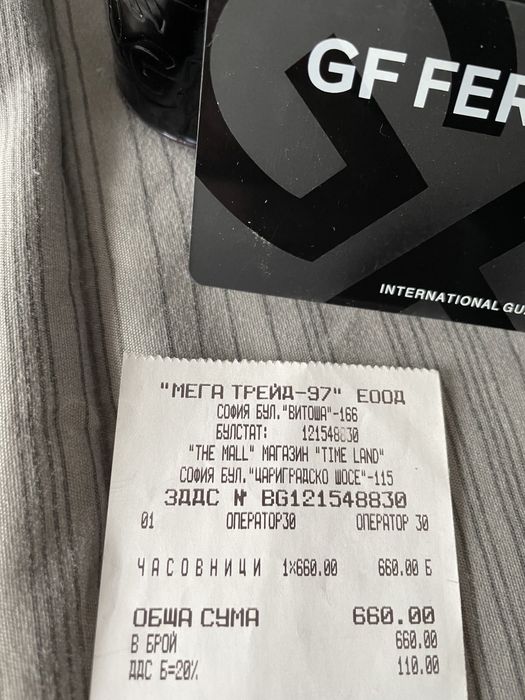 GF FER
INTERNATIONAL GU
"МЕГА ТРЕЙД-97" ЕООД
СОФИЯ БУЛ."ВИТОША"-166
БУЛСТАТ: 121548830
"THE MALL" МАГАЗИН "TIME LAND"
СОФИЯ БУЛ."ЦАРИГРАДСКО ШОСЕ"-115
ЗДДС № BG121548830
01 ОПЕРАТОР30 ОПЕРАТОР 30
ЧАСОВНИЦИ 1×660.00 660.00 Б
ОБЩА СУМА 660.00
В БРОЙ 660.00
ДДС Б=20% 110.00